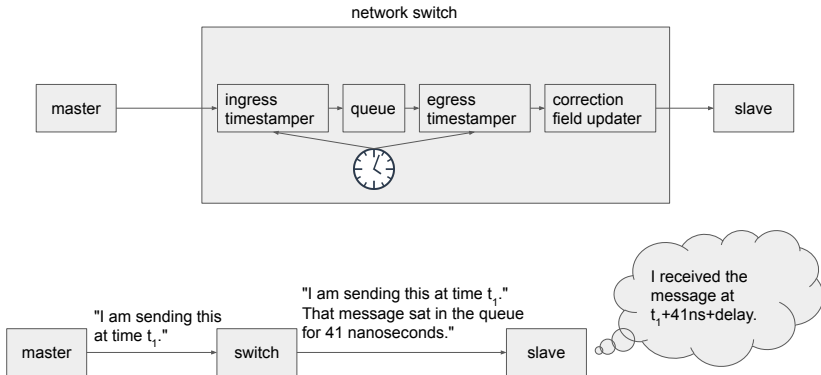 network switch
master
ingress
timestamper
queue
egress
timestamper
correction
field updater
slave
"I am sending this
at time t₁."
"I am sending this at time t₁."
That message sat in the queue
for 41 nanoseconds."
I received the
message at
t₁+41ns+delay.
master
switch
slave